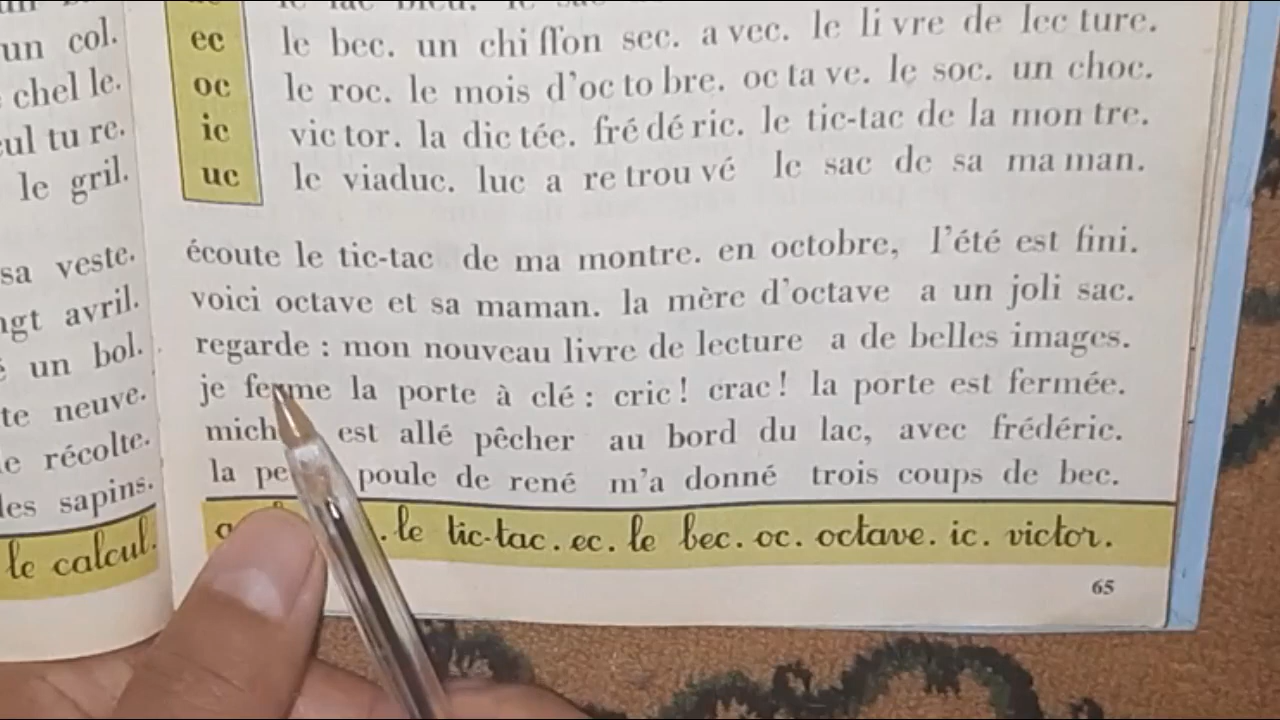 un col.
chel le.
cul tu re.
le gril.
sa veste.
ngt avril.
un bol.
te neuve.
récolte.
les sapins.
le calcul.
ec le bec. un chi ffon sec. a vec. le li vre de lec ture.
oc le roc. le mois d'oc to bre. oc ta ve. le soc. un choc.
ic vic tor. la dic tée. fré dé ric. le tic-tac de la mon tre.
uc le viaduc. luc a re trou vé le sac de sa ma man.
écoute le tic-tac de ma montre. en octobre, l'été est fini.
voici octave et sa maman. la mère d'octave a un joli sac.
regarde : mon nouveau livre de lecture a de belles images.
je ferme la porte à clé : cric ! crac ! la porte est fermée.
mich est allé pêcher au bord du lac, avec frédéric.
la pe poule de rené m'a donné trois coups de bec.
le tic-tac. ec. le bec. oc. octave. ic. victor.
65